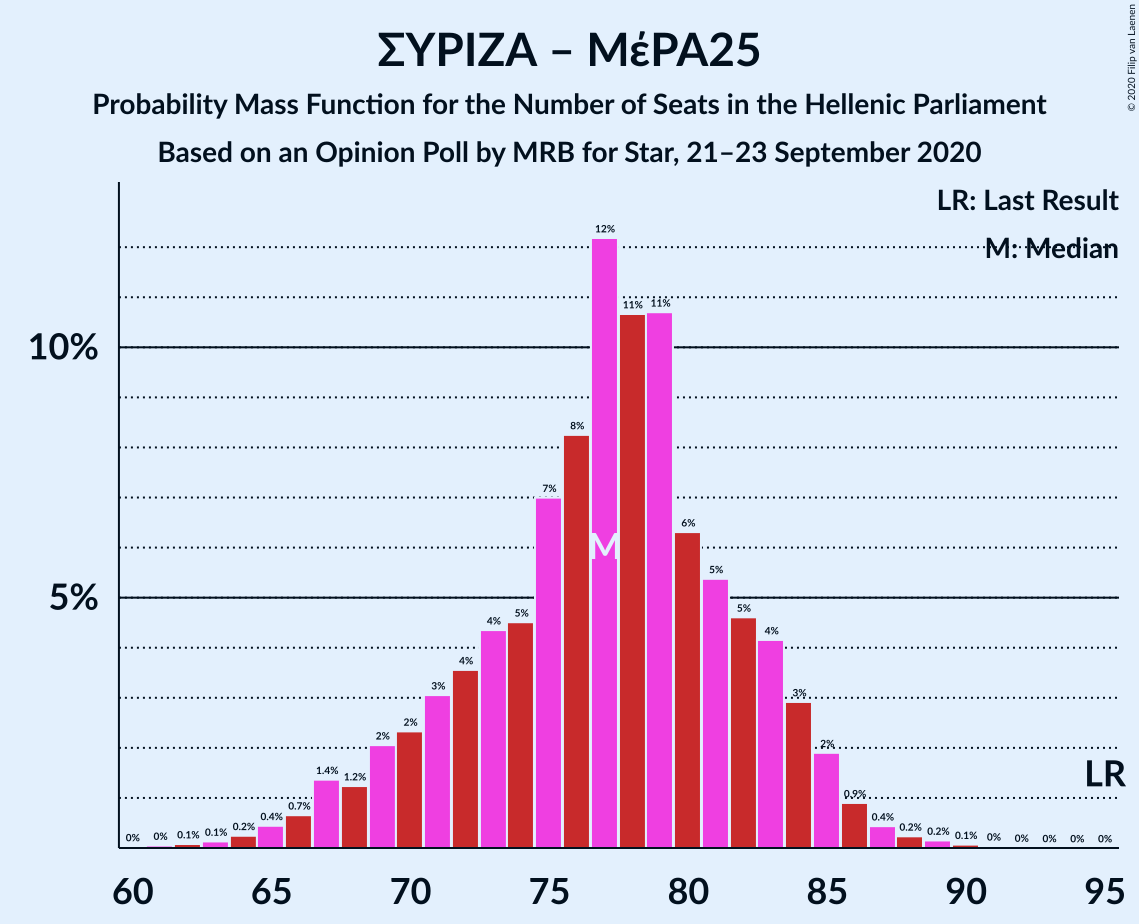 ΣΥΡΙΖΑ – ΜέΡΑ25
Probability Mass Function for the Number of Seats in the Hellenic Parliament
Based on an Opinion Poll by MRB for Star, 21–23 September 2020
© 2020 Filip van Laenen
LR: Last Result
M: Median
10%
5%
0% 0% 0.1% 0.1% 0.2% 0.4% 0.7% 1.4% 1.2% 2% 2% 3% 4% 4% 5% 7% 8% 12% 11% 11% 6% 5% 5% 4% 3% 2% 0.9% 0.4% 0.2% 0.2% 0.1% 0% 0% 0% 0% 0%
M
LR
60 65 70 75 80 85 90 95